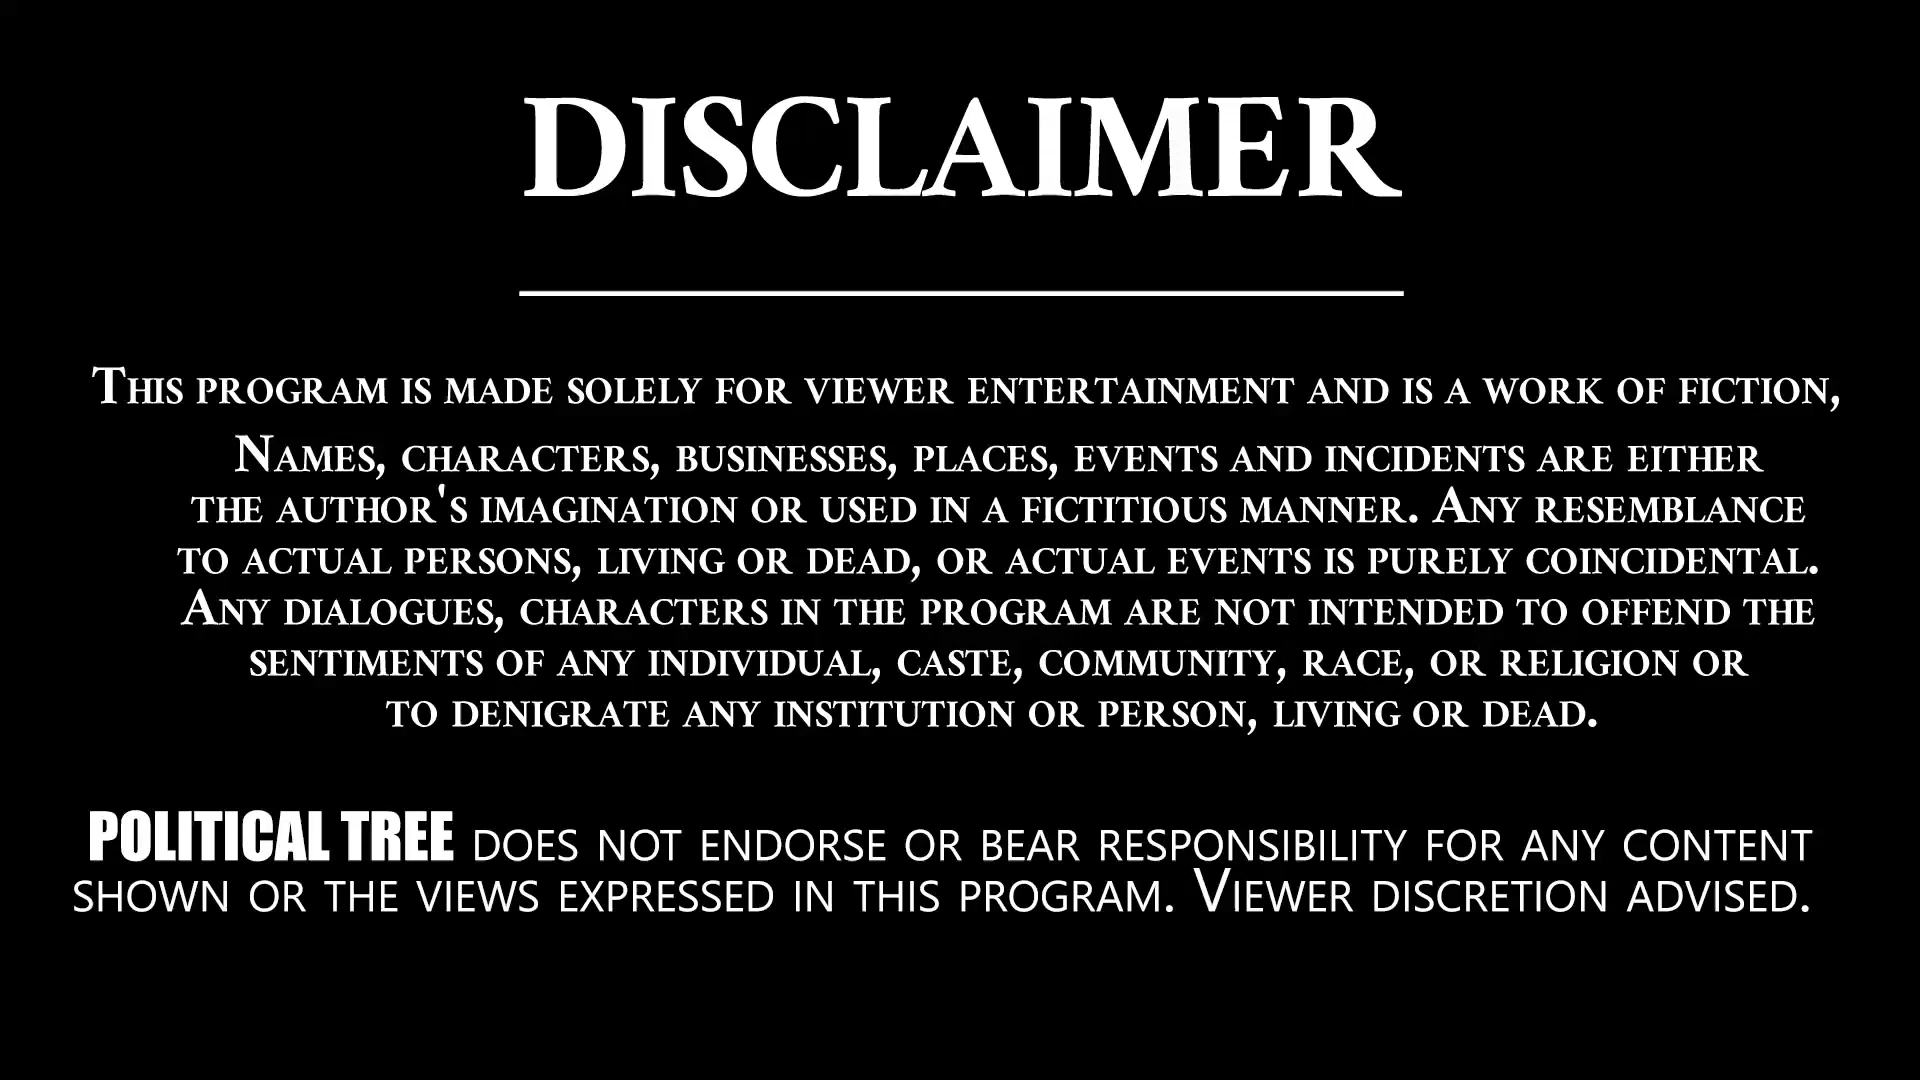 DISCLAIMER
This program is made solely for viewer entertainment and is a work of fiction,
Names, characters, businesses, places, events and incidents are either
the author's imagination or used in a fictitious manner. Any resemblance
to actual persons, living or dead, or actual events is purely coincidental.
Any dialogues, characters in the program are not intended to offend the
sentiments of any individual, caste, community, race, or religion or
to denigrate any institution or person, living or dead.
POLITICAL TREE does not endorse or bear responsibility for any content
shown or the views expressed in this program. Viewer discretion advised.